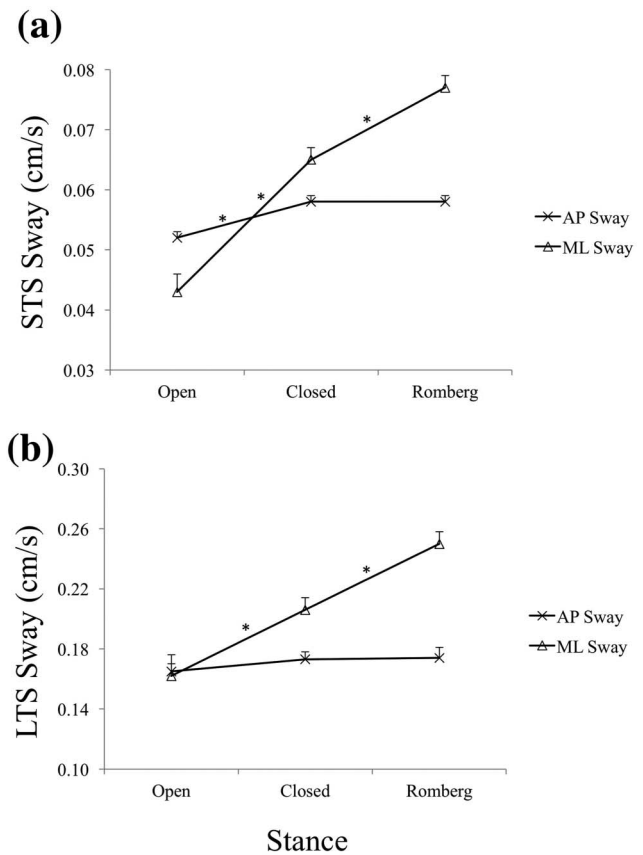 (a)
STS Sway (cm/s)
0.08
0.07
0.06
0.05
0.04
0.03
*
*
*
Open Closed Romberg
AP Sway
ML Sway
(b)
LTS Sway (cm/s)
0.30
0.26
0.22
0.18
0.14
0.10
*
*
Open Closed Romberg
AP Sway
ML Sway
Stance